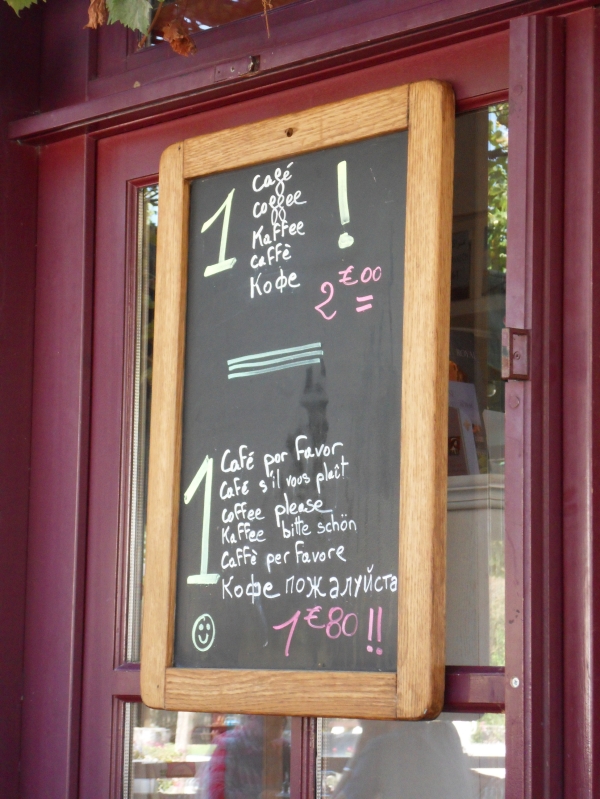 1 !
Café
Coffee
Kaffee
Caffè
Кофе
2€00
1
Café por Favor
Café s'il vous plaît
Coffee please
Kaffee bitte schön
Caffè per Favore
Кофе пожалуйста
1€80 !!